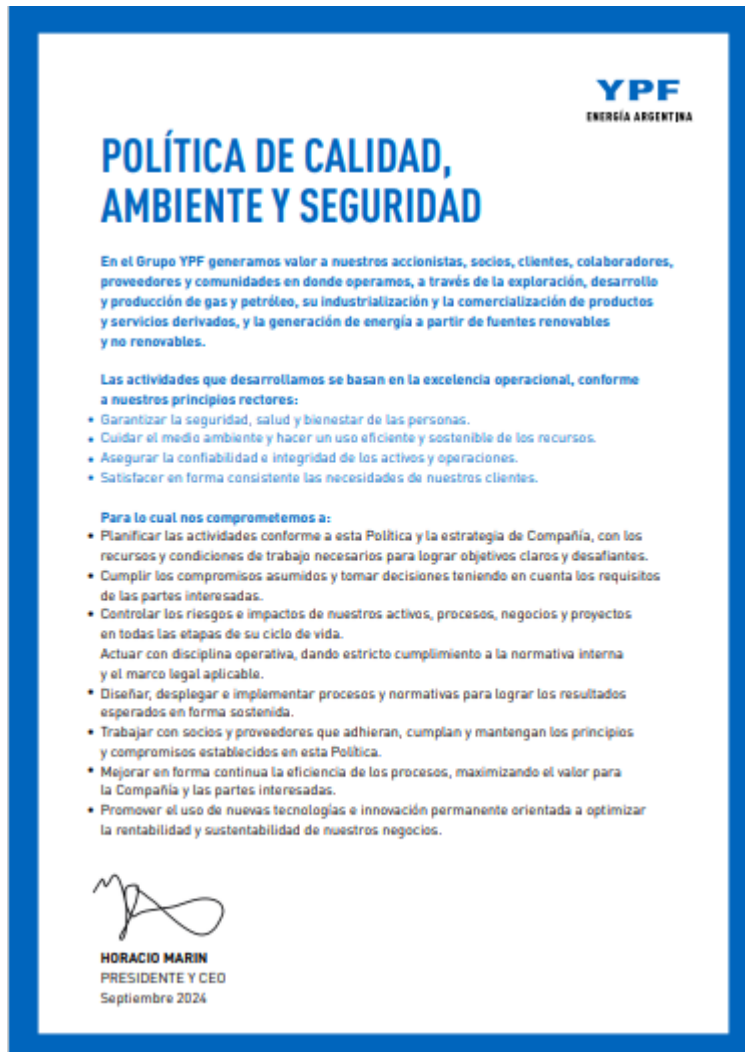 YPF
ENERGÍA ARGENTINA
POLÍTICA DE CALIDAD,
AMBIENTE Y SEGURIDAD
En el Grupo YPF generamos valor a nuestros accionistas, socios, clientes, colaboradores,
proveedores y comunidades en donde operamos, a través de la exploración, desarrollo
y producción de gas y petróleo, su industrialización y la comercialización de productos
y servicios derivados, y la generación de energía a partir de fuentes renovables
y no renovables.
Las actividades que desarrollamos se basan en la excelencia operacional, conforme
a nuestros principios rectores:
• Garantizar la seguridad, salud y bienestar de las personas.
• Cuidar el medio ambiente y hacer un uso eficiente y sostenible de los recursos.
• Asegurar la confiabilidad e integridad de los activos y operaciones.
• Satisfacer en forma consistente las necesidades de nuestros clientes.
Para lo cual nos comprometemos a:
• Planificar las actividades conforme a esta Política y la estrategia de Compañía, con los
recursos y condiciones de trabajo necesarios para lograr objetivos claros y desafiantes.
• Cumplir los compromisos asumidos y tomar decisiones teniendo en cuenta los requisitos
de las partes interesadas.
• Controlar los riesgos e impactos de nuestros activos, procesos, negocios y proyectos
en todas las etapas de su ciclo de vida.
Actuar con disciplina operativa, dando estricto cumplimiento a la normativa interna
y el marco legal aplicable.
• Diseñar, desplegar e implementar procesos y normativas para lograr los resultados
esperados en forma sostenida.
• Trabajar con socios y proveedores que adhieran, cumplan y mantengan los principios
y compromisos establecidos en esta Política.
• Mejorar en forma continua la eficiencia de los procesos, maximizando el valor para
la Compañía y las partes interesadas.
• Promover el uso de nuevas tecnologías e innovación permanente orientada a optimizar
la rentabilidad y sustentabilidad de nuestros negocios.
HORACIO MARIN
PRESIDENTE Y CEO
Septiembre 2024